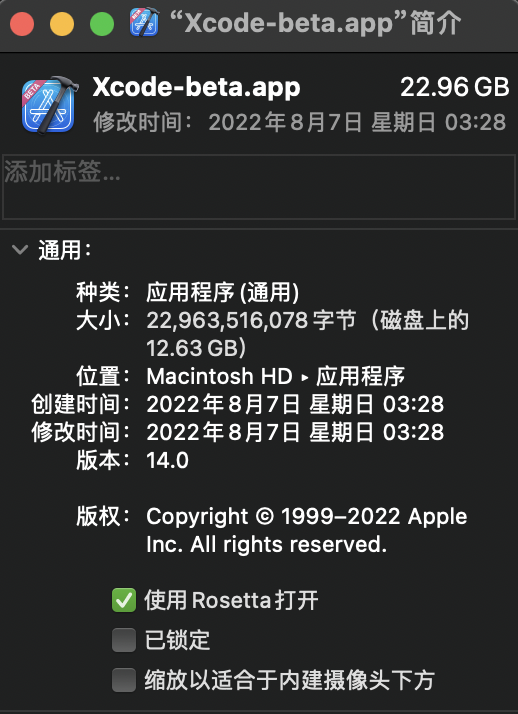 “Xcode-beta.app”简介
BETA
Xcode-beta.app 22.96 GB
修改时间：2022年8月7日 星期日 03:28
添加标签...
通用：
种类：应用程序 (通用)
大小：22,963,516,078 字节（磁盘上的
12.63 GB）
位置：Macintosh HD ▸ 应用程序
创建时间：2022年8月7日 星期日 03:28
修改时间：2022年8月7日 星期日 03:28
版本：14.0
版权：Copyright © 1999–2022 Apple
Inc. All rights reserved.
使用 Rosetta 打开
已锁定
缩放以适合于内建摄像头下方